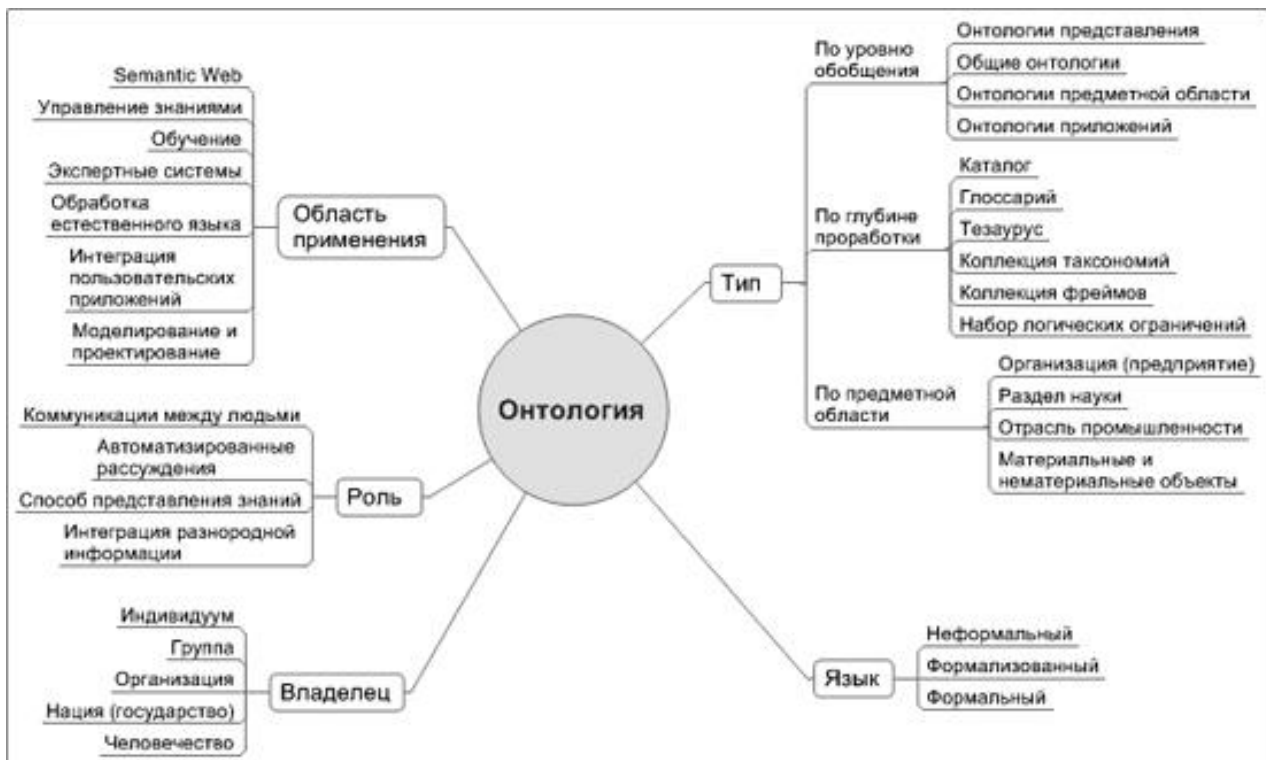 Онтология
Область
применения
Semantic Web
Управление знаниями
Обучение
Экспертные системы
Обработка
естественного языка
Интеграция
пользовательских
приложений
Моделирование и
проектирование
Роль
Коммуникации между людьми
Автоматизированные
рассуждения
Способ представления знаний
Интеграция разнородной
информации
Владелец
Индивидуум
Группа
Организация
Нация (государство)
Человечество
Тип
По уровню
обобщения
Онтологии представления
Общие онтологии
Онтологии предметной области
Онтологии приложений
По глубине
проработки
Каталог
Глоссарий
Тезаурус
Коллекция таксономий
Коллекция фреймов
Набор логических ограничений
По предметной
области
Организация (предприятие)
Раздел науки
Отрасль промышленности
Материальные и
нематериальные объекты
Язык
Неформальный
Формализованный
Формальный